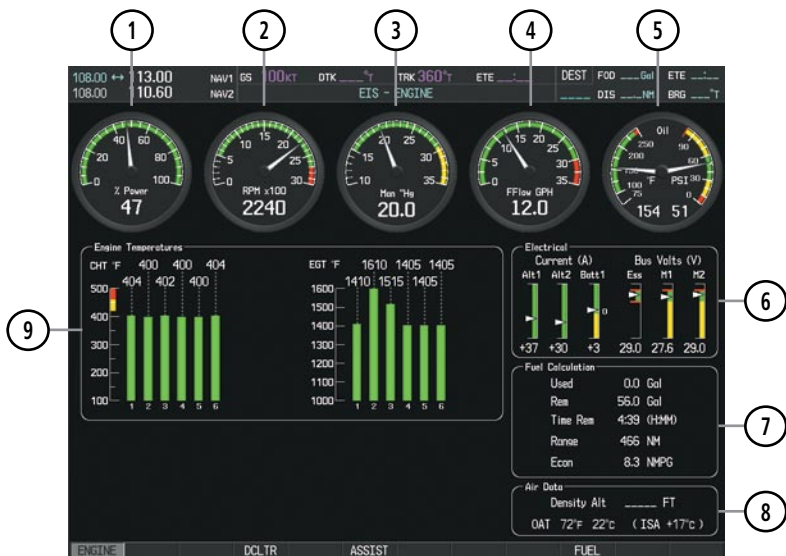 1 2 3 4 5
108.00 ↔ 113.00 NAV1 GS 100KT DTK ___°T TRK 360°T ETE __:__ DEST FOD ___Gal ETE __:__
108.00 110.60 NAV2 EIS - ENGINE ____ DIS __._NM BRG ___°T
0 20 40 60 80 100
% Power
47
0 5 10 15 20 25 30
RPM x100
2240
10 15 20 25 30 35
Man "Hg
20.0
0 5 10 15 20 25 30 35
FFlow GPH
12.0
Oil
75 100 150 200 250 °F
90 60 30 0 PSI
154 51
Engine Temperatures
CHT °F 400 400 404
404 402 400
500
400
300
200
100
1 2 3 4 5 6
EGT °F 1610 1405 1405
1410 1515 1405
1600
1500
1400
1300
1200
1100
1000
1 2 3 4 5 6
9
Electrical
Current (A) Bus Volts (V)
Alt1 Alt2 Batt1 Ess M1 M2
0
+37 +30 +3 29.0 27.6 29.0
6
Fuel Calculation
Used 0.0 Gal
Rem 56.0 Gal
Time Rem 4:39 (H:MM)
Range 466 NM
Econ 8.3 NMPG
7
Air Data
Density Alt _____ FT
OAT 72°F 22°C (ISA +17°C)
8
ENGINE DCLTR ASSIST FUEL